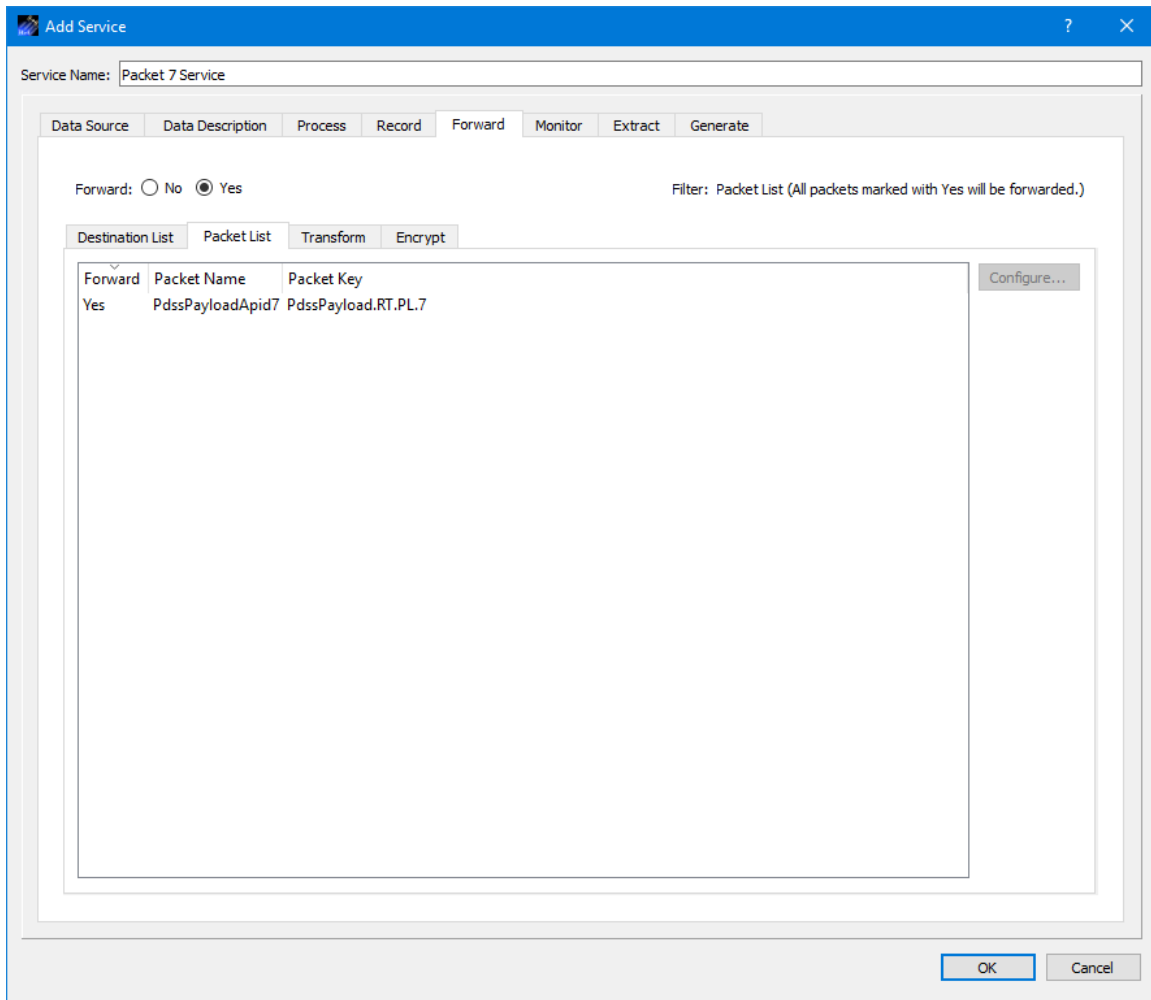 Add Service
?
Service Name: Packet 7 Service
Data Source Data Description Process Record Forward Monitor Extract Generate
Forward: No Yes Filter: Packet List (All packets marked with Yes will be forwarded.)
Destination List Packet List Transform Encrypt
Forward Packet Name Packet Key Configure...
Yes PdssPayloadApid7 PdssPayload.RT.PL.7
OK Cancel